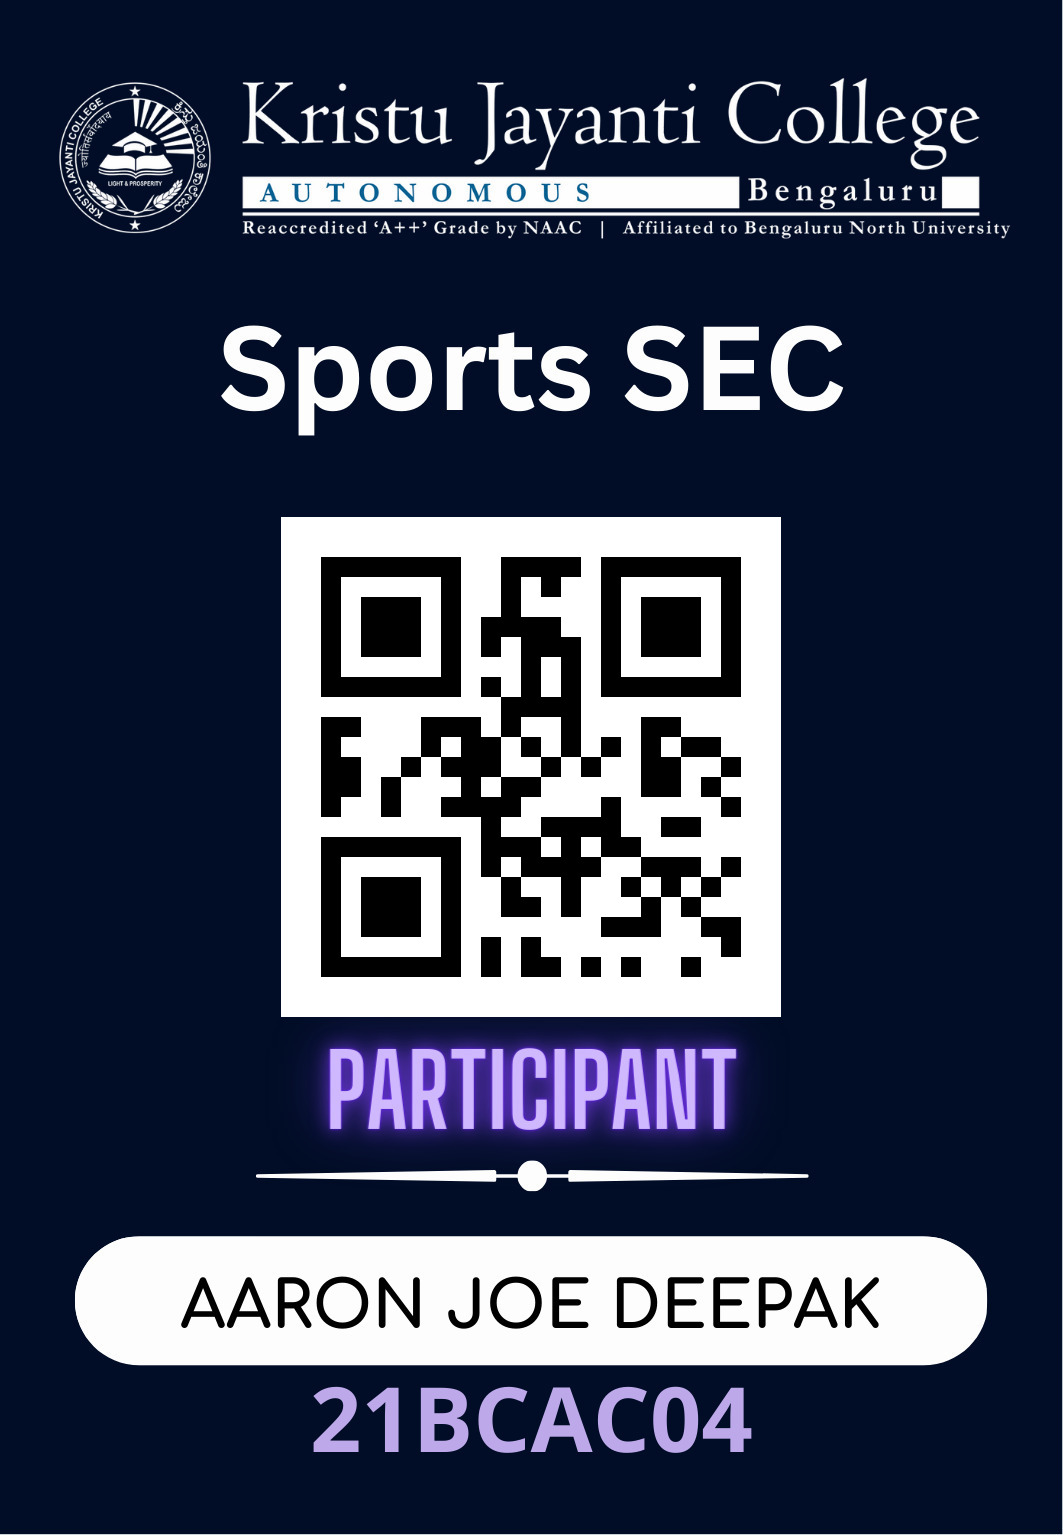 Kristu Jayanti College
AUTONOMOUS Bengaluru
Reaccredited ‘A++’ Grade by NAAC | Affiliated to Bengaluru North University
KRISTU JAYANTI COLLEGE
LIGHT & PROSPERITY
Sports SEC
PARTICIPANT
AARON JOE DEEPAK
21BCAC04